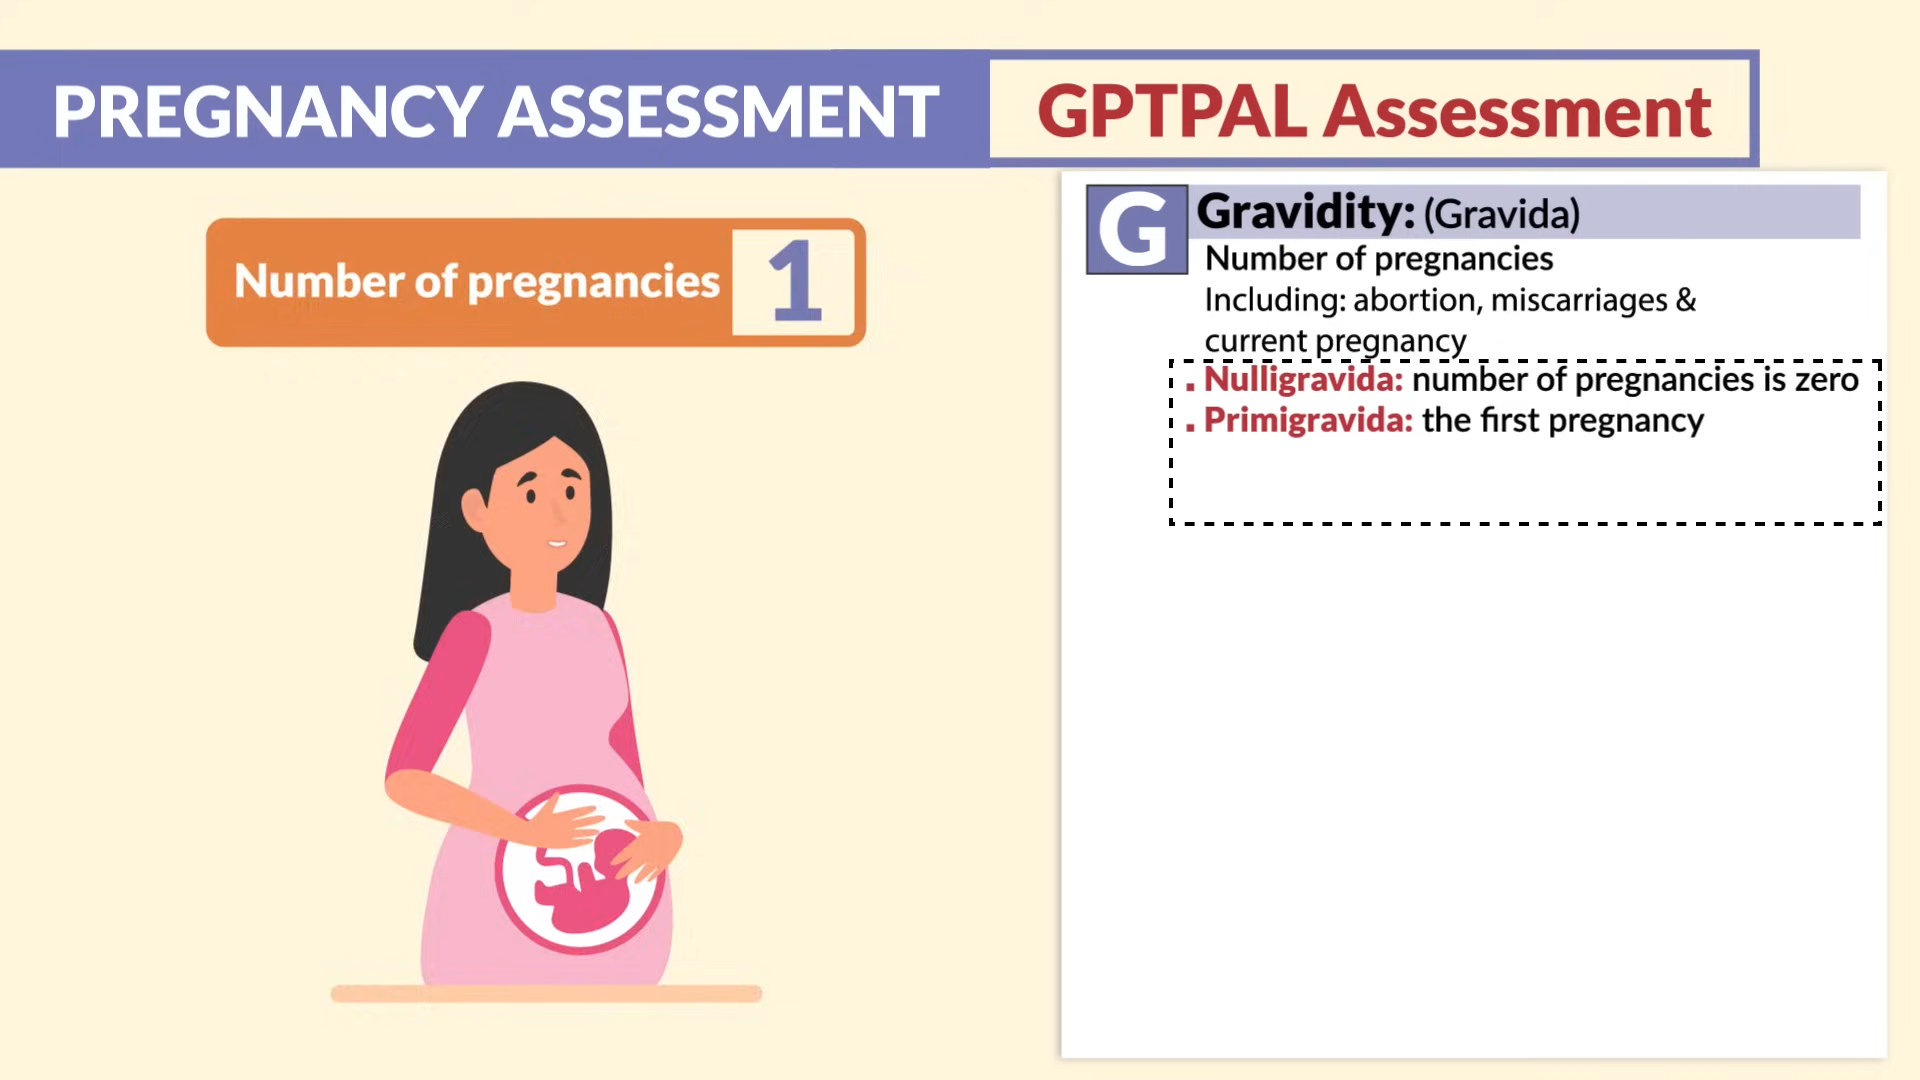 PREGNANCY ASSESSMENT
GPTPAL Assessment
Number of pregnancies 1
G Gravidity: (Gravida)
Number of pregnancies
Including: abortion, miscarriages &
current pregnancy
. Nulligravida: number of pregnancies is zero
. Primigravida: the first pregnancy